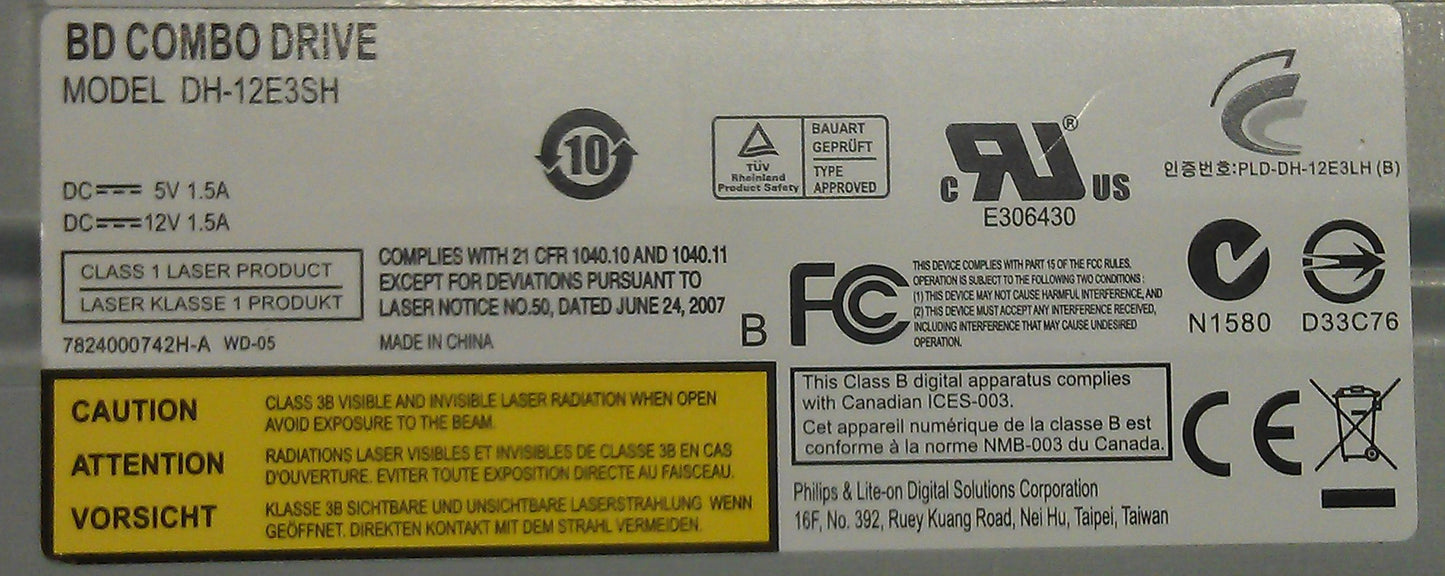 BD COMBO DRIVE
MODEL DH-12E3SH
DC 5V 1.5A
DC 12V 1.5A
CLASS 1 LASER PRODUCT
LASER KLASSE 1 PRODUKT
7824000742H-A WD-05
COMPLIES WITH 21 CFR 1040.10 AND 1040.11
EXCEPT FOR DEVIATIONS PURSUANT TO
LASER NOTICE NO.50, DATED JUNE 24, 2007
MADE IN CHINA
B
10
TÜV
Rheinland
Product Safety
BAUART
GEPRÜFT
TYPE
APPROVED
C RU US ®
E306430
인증번호:PLD-DH-12E3LH (B)
FC
THIS DEVICE COMPLIES WITH PART 15 OF THE FCC RULES.
OPERATION IS SUBJECT TO THE FOLLOWING TWO CONDITIONS :
(1) THIS DEVICE MAY NOT CAUSE HARMFUL INTERFERENCE, AND
(2) THIS DEVICE MUST ACCEPT ANY INTERFERENCE RECEIVED,
INCLUDING INTERFERENCE THAT MAY CAUSE UNDESIRED
OPERATION.
N1580
D33C76
CAUTION
CLASS 3B VISIBLE AND INVISIBLE LASER RADIATION WHEN OPEN
AVOID EXPOSURE TO THE BEAM.
ATTENTION
RADIATIONS LASER VISIBLES ET INVISIBLES DE CLASSE 3B EN CAS
D'OUVERTURE. EVITER TOUTE EXPOSITION DIRECTE AU FAISCEAU.
VORSICHT
KLASSE 3B SICHTBARE UND UNSICHTBARE LASERSTRAHLUNG WENN
GEÖFFNET. DIREKTEN KONTAKT MIT DEM STRAHL VERMEIDEN.
This Class B digital apparatus complies
with Canadian ICES-003.
Cet appareil numérique de la classe B est
conforme à la norme NMB-003 du Canada.
CE
Philips & Lite-on Digital Solutions Corporation
16F, No. 392, Ruey Kuang Road, Nei Hu, Taipei, Taiwan